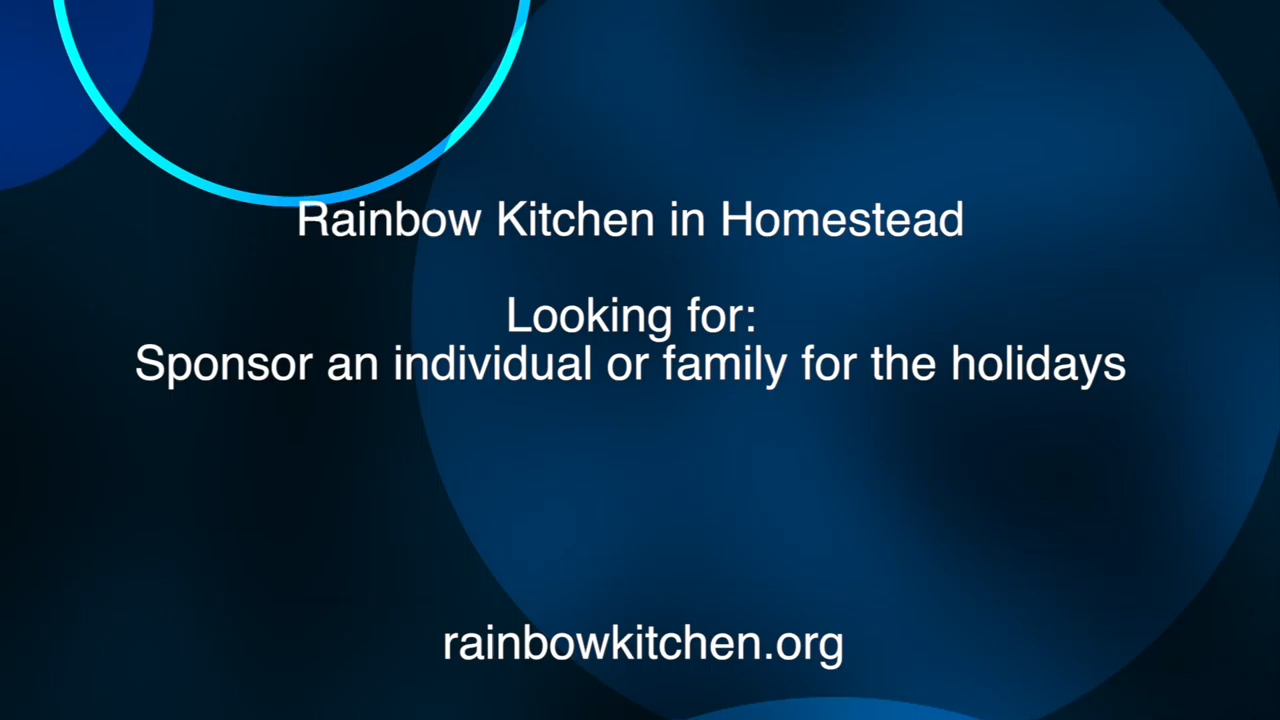 Rainbow Kitchen in Homestead
Looking for:
Sponsor an individual or family for the holidays
rainbowkitchen.org